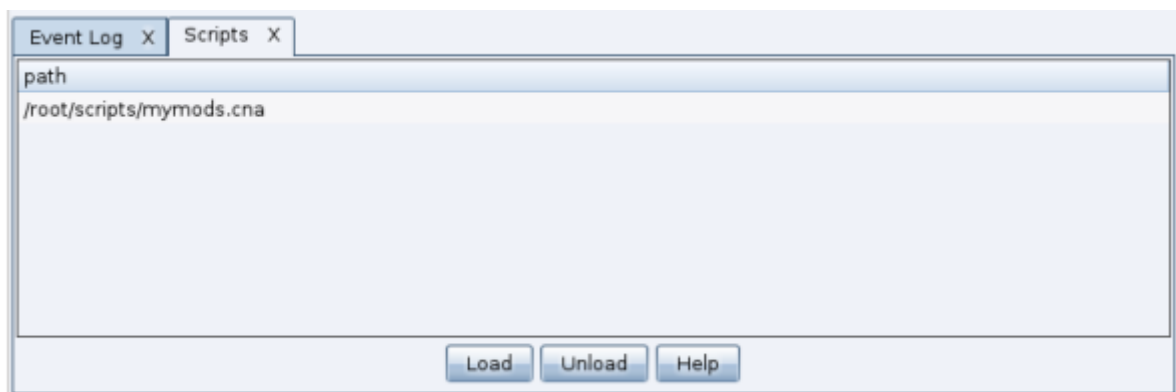 Event Log X Scripts X
path
/root/scripts/mymods.cna
Load Unload Help